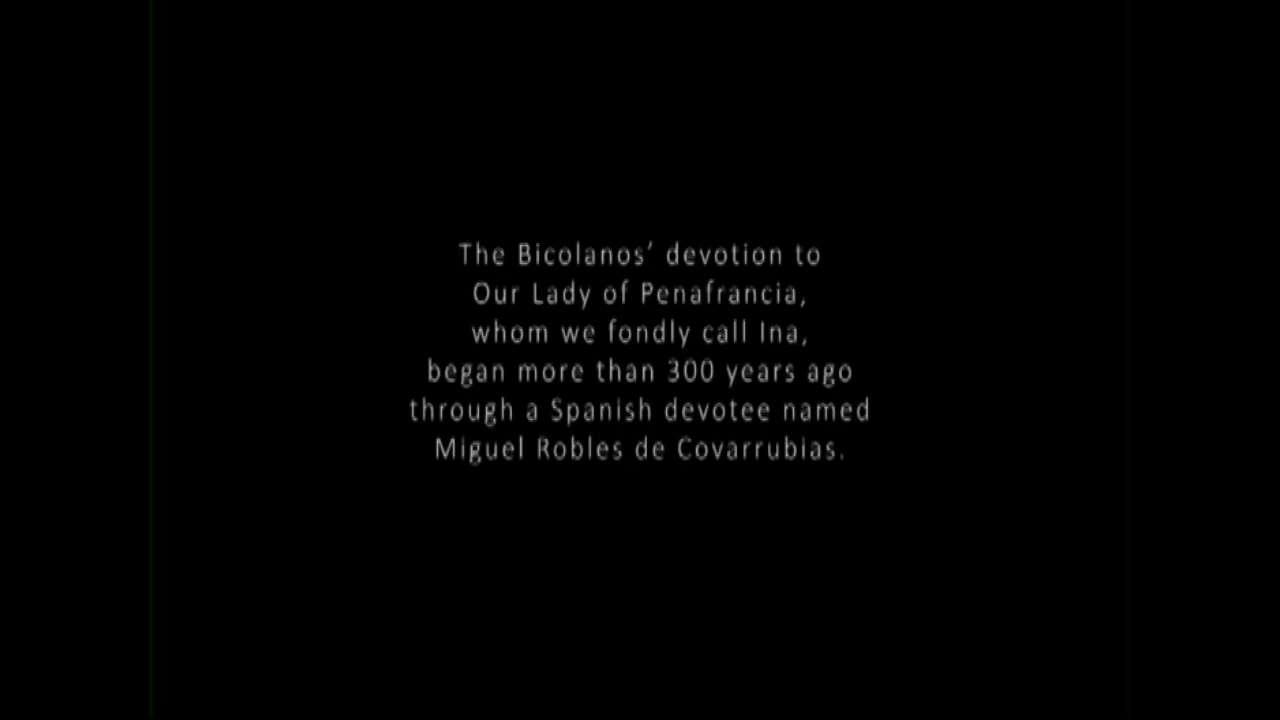 The Bicolanos’ devotion to
Our Lady of Penafrancia,
whom we fondly call Ina,
began more than 300 years ago
through a Spanish devotee named
Miguel Robles de Covarrubias.